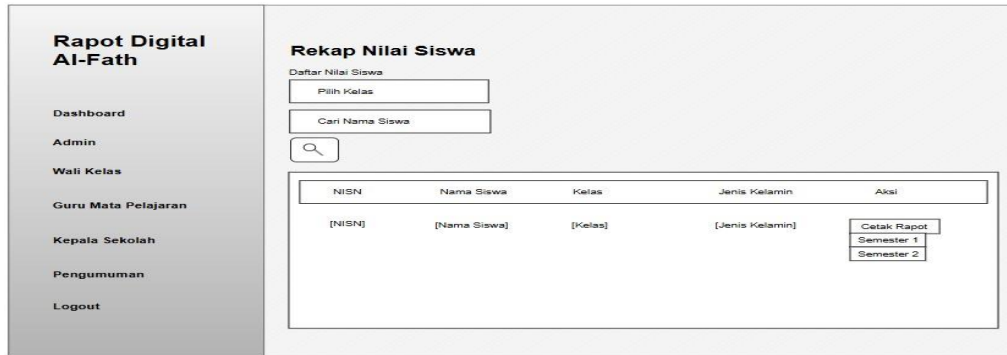 Rapot Digital
Al-Fath
Dashboard
Admin
Wali Kelas
Guru Mata Pelajaran
Kepala Sekolah
Pengumuman
Logout
Rekap Nilai Siswa
Daftar Nilai Siswa
Pilih Kelas
Cari Nama Siswa
NISN Nama Siswa Kelas Jenis Kelamin Aksi
[NISN] [Nama Siswa] [Kelas] [Jenis Kelamin] Cetak Rapot
Semester 1
Semester 2